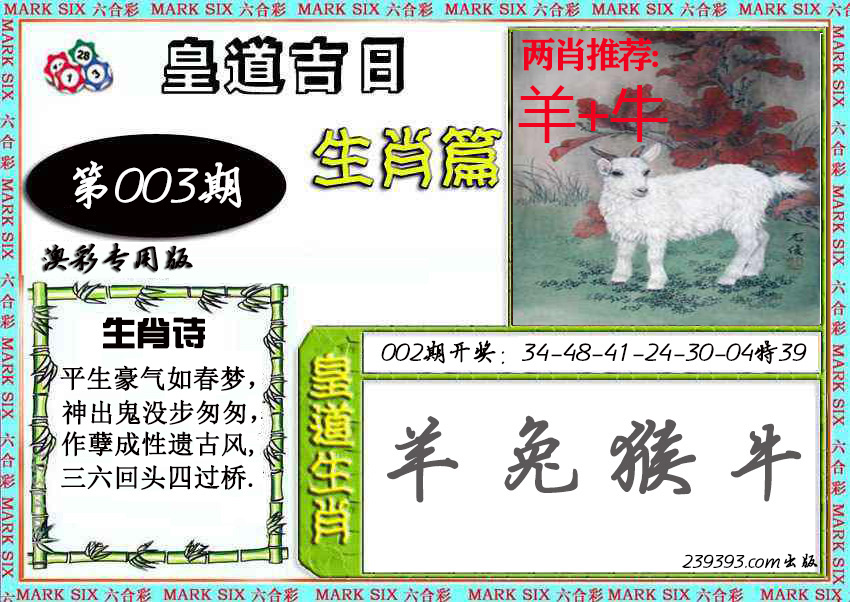 MARK SIX 六合彩 MARK SIX 六合彩 MARK SIX 六合彩 MARK SIX 六合彩 MARK SIX 六合彩 MARK SIX 六合彩
28
1
3
皇道吉日
两肖推荐:
羊+牛
生肖篇
第003期
澳彩专用版
生肖诗
平生豪气如春梦，
神出鬼没步匆匆，
作孽成性遗古风，
三六回头四过桥.
002期开奖：34-48-41-24-30-04特39
皇道生肖
羊 兔 猴 牛
239393.com出版
MARK SIX 六合彩 MARK SIX 六合彩 MARK SIX 六合彩 MARK SIX 六合彩 MARK SIX 六合彩 MARK SIX 六合彩